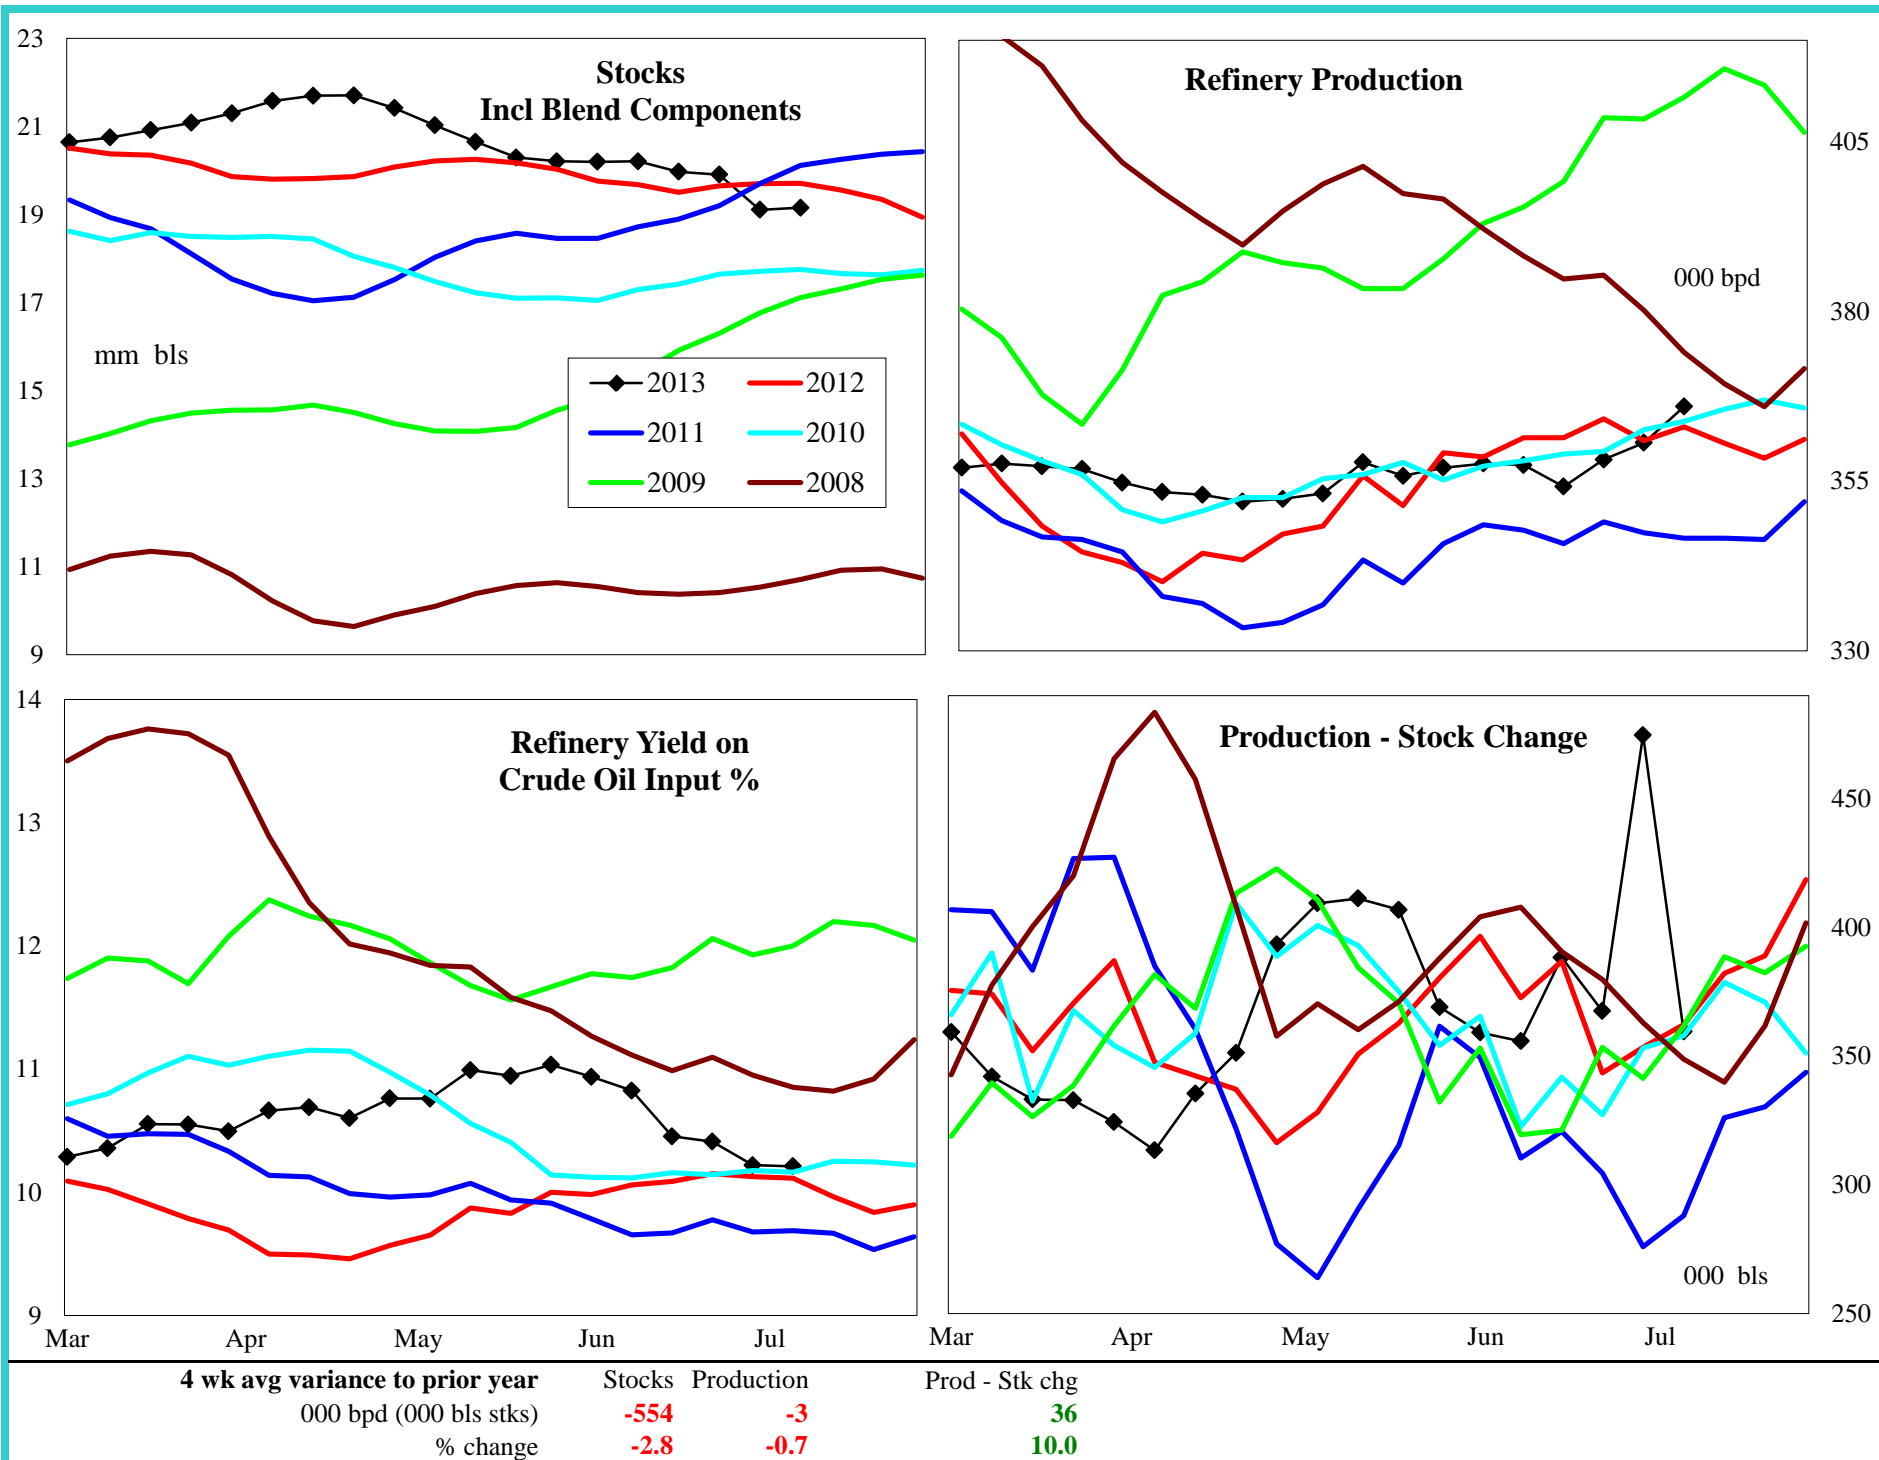 Stocks
Incl Blend Components
23
21
19
17
15
13
11
9
mm bls
2013 2012
2011 2010
2009 2008
Refinery Production
000 bpd
405
380
355
330
Refinery Yield on
Crude Oil Input %
14
13
12
11
10
9
Mar Apr May Jun Jul
Production - Stock Change
450
400
350
300
250
000 bls
Mar Apr May Jun Jul
4 wk avg variance to prior year Stocks Production Prod - Stk chg
000 bpd (000 bls stks) -554 -3 36
% change -2.8 -0.7 10.0